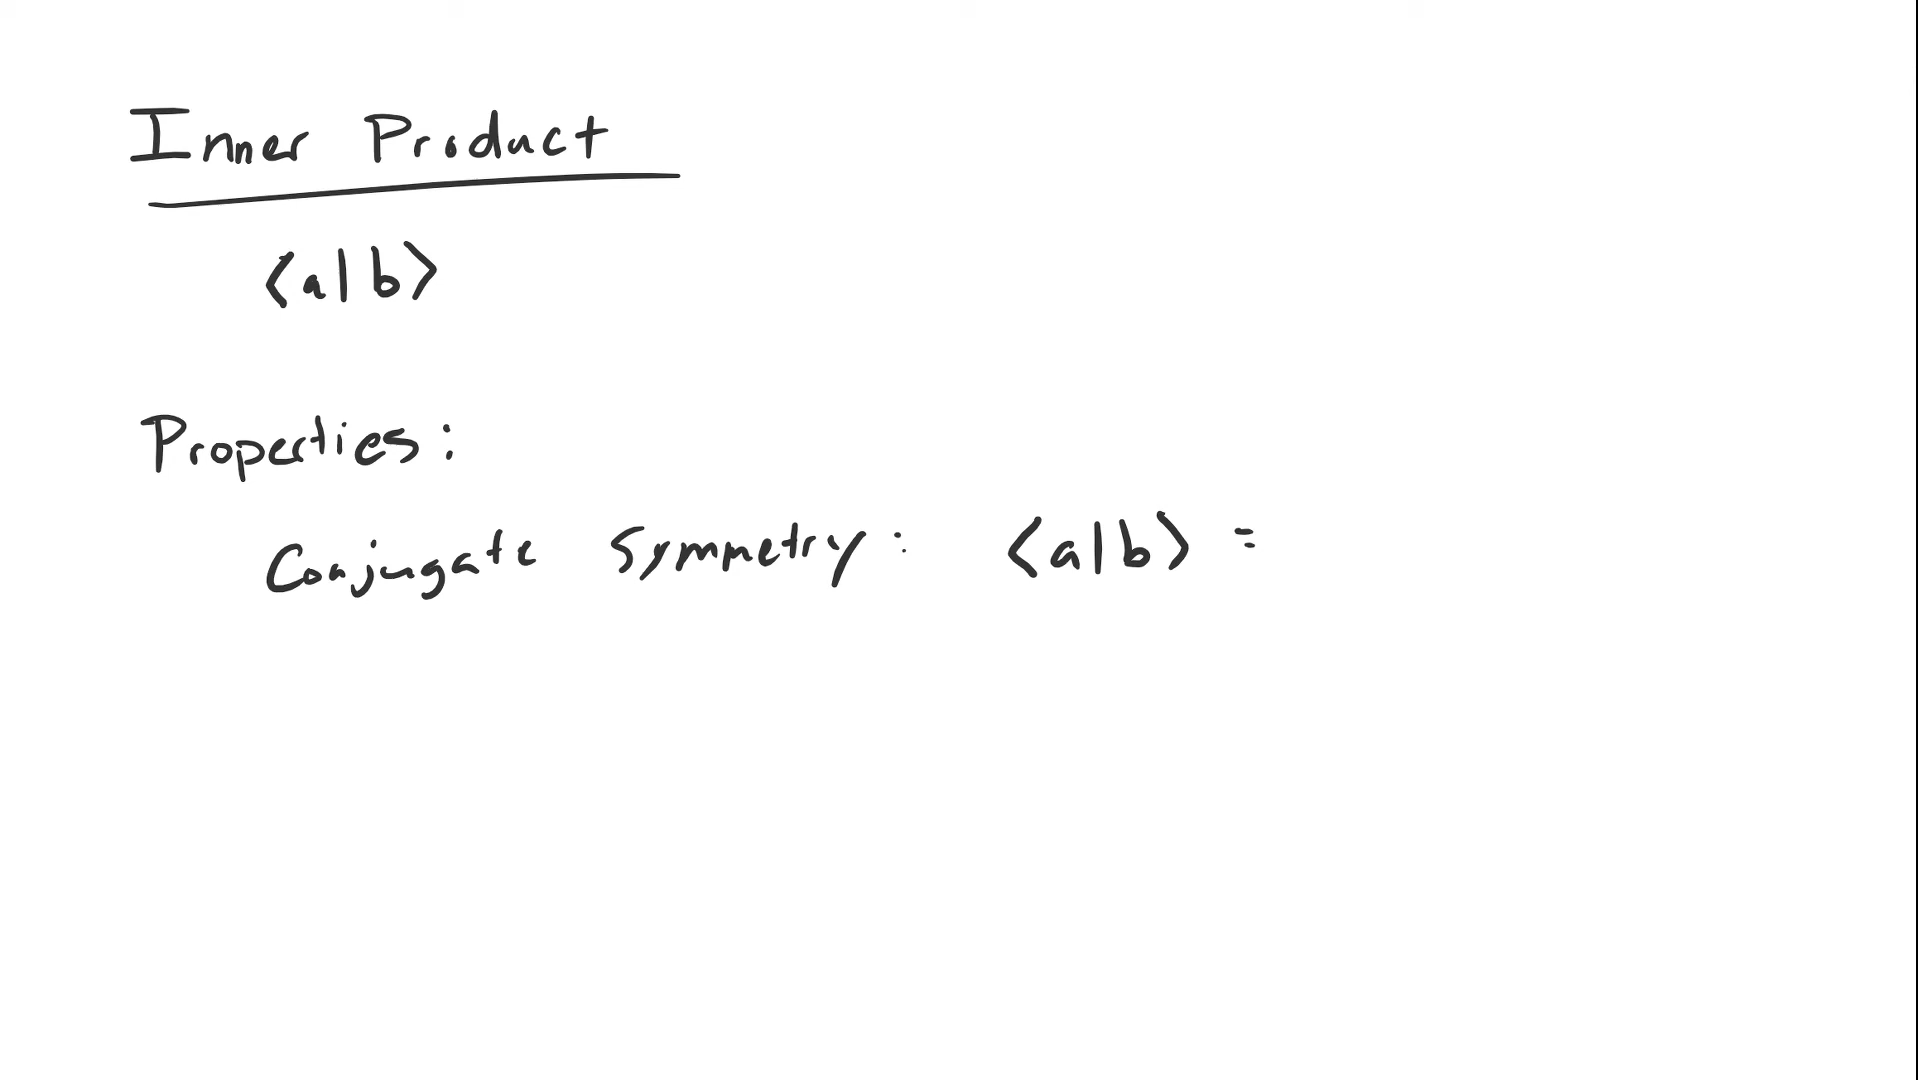 Inner Product
<a|b>
Properties:
Conjugate Symmetry: <a|b> =